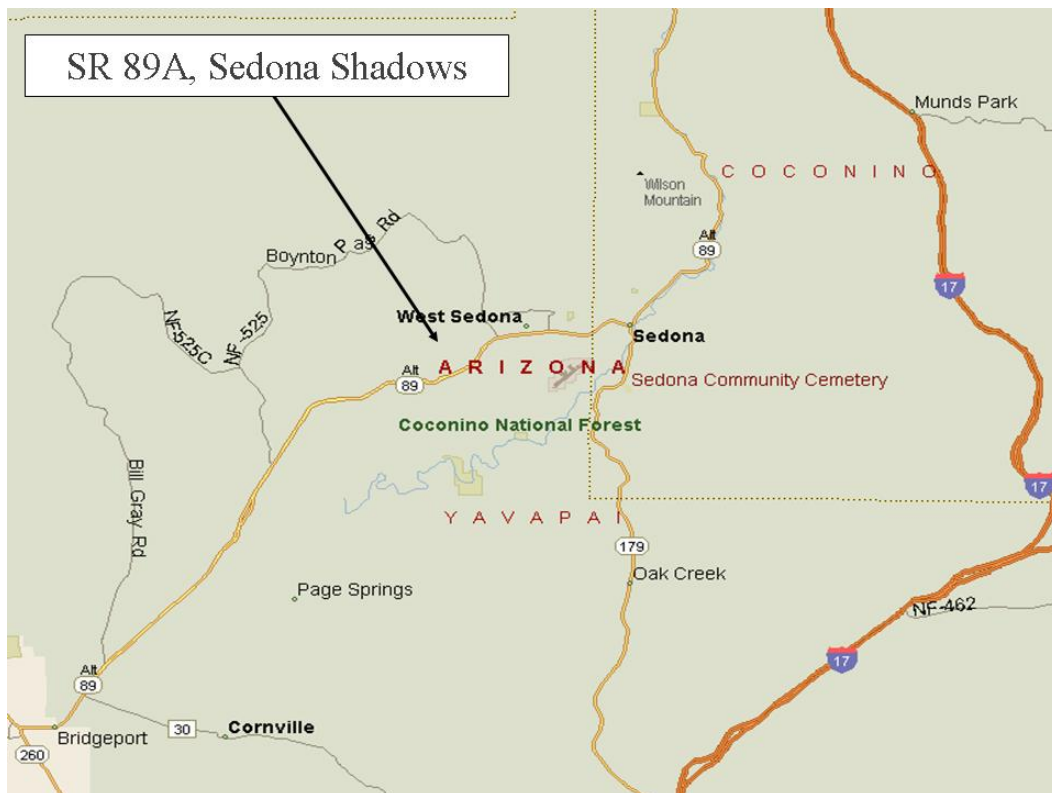 SR 89A, Sedona Shadows
Munds Park
COCONINO
Wilson
Mountain
Boynton Pas Rd
Alt
89
17
NF525C
NF-525
West Sedona
Sedona
Alt
89
ARIZONA
Sedona Community Cemetery
Coconino National Forest
Bill Gray Rd
17
YAVAPAI
179
Oak Creek
Page Springs
NF-462
17
Alt
89
30
Cornville
Bridgeport
260